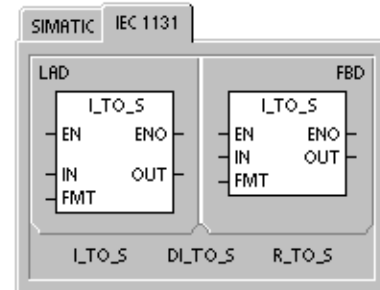 SIMATIC IEC 1131
LAD FBD
I_TO_S I_TO_S
EN ENO EN ENO
IN OUT IN OUT
FMT FMT
I_TO_S DI_TO_S R_TO_S